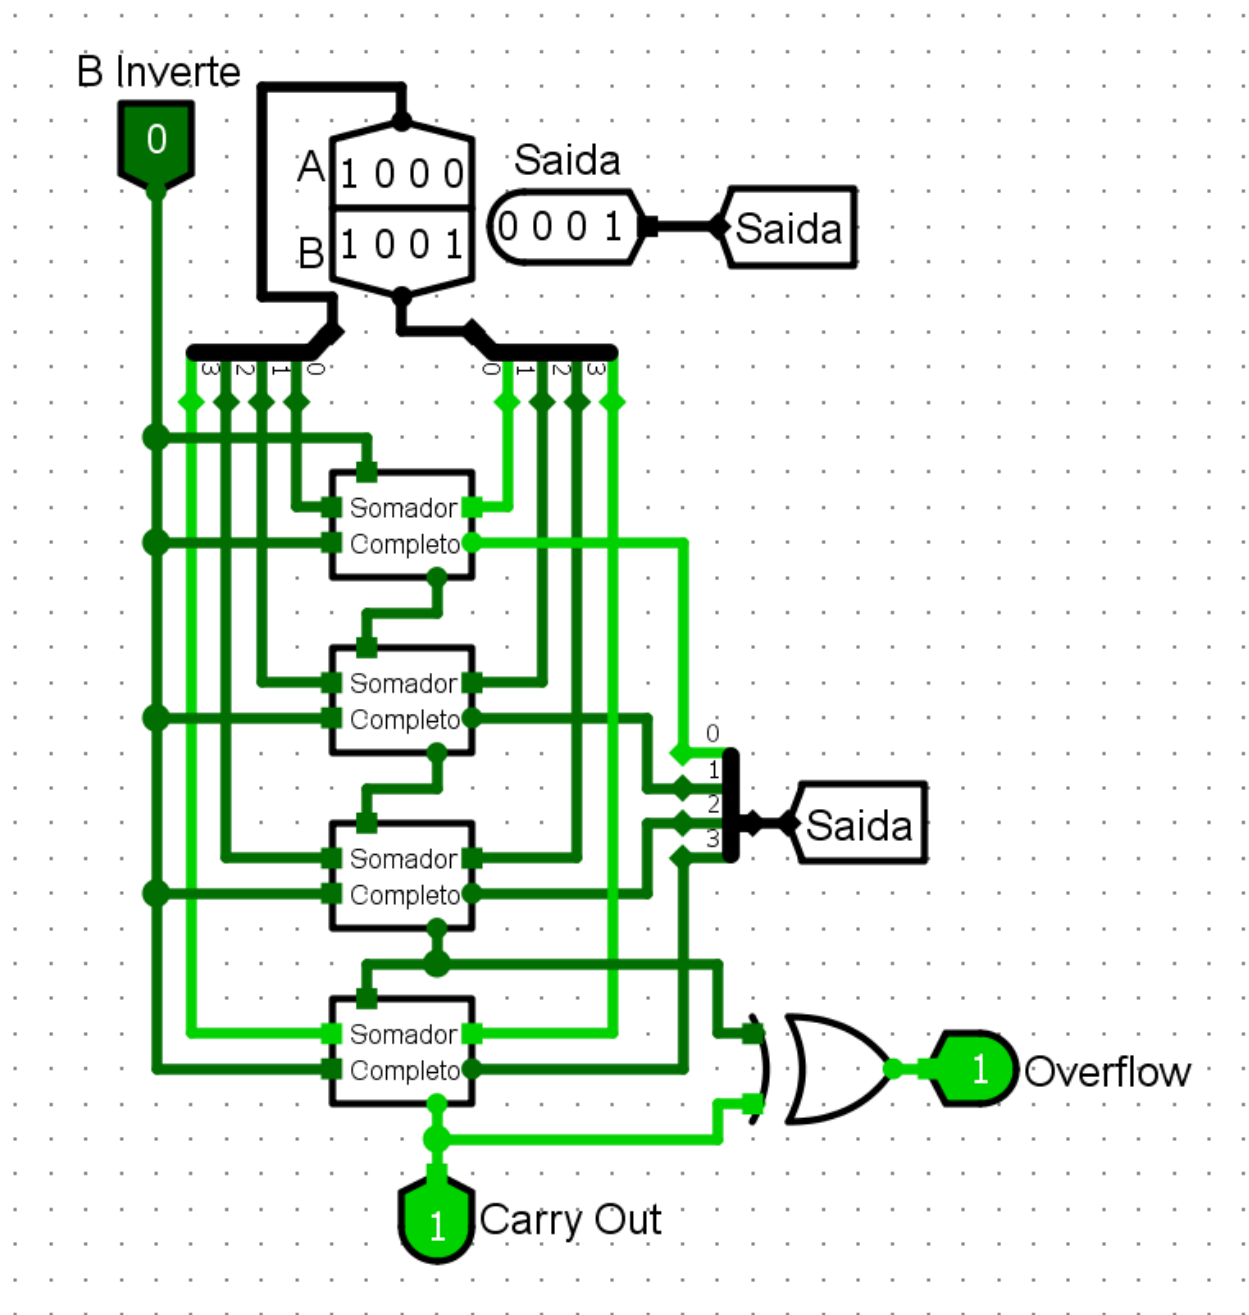 B Inverte
0
A
1 0 0 0
B
1 0 0 1
Saida
0 0 0 1
Saida
3 2 1 0
0 1 2 3
Somador
Completo
Somador
Completo
0
1
2
3
Saida
Somador
Completo
Somador
Completo
1
Overflow
1
Carry Out